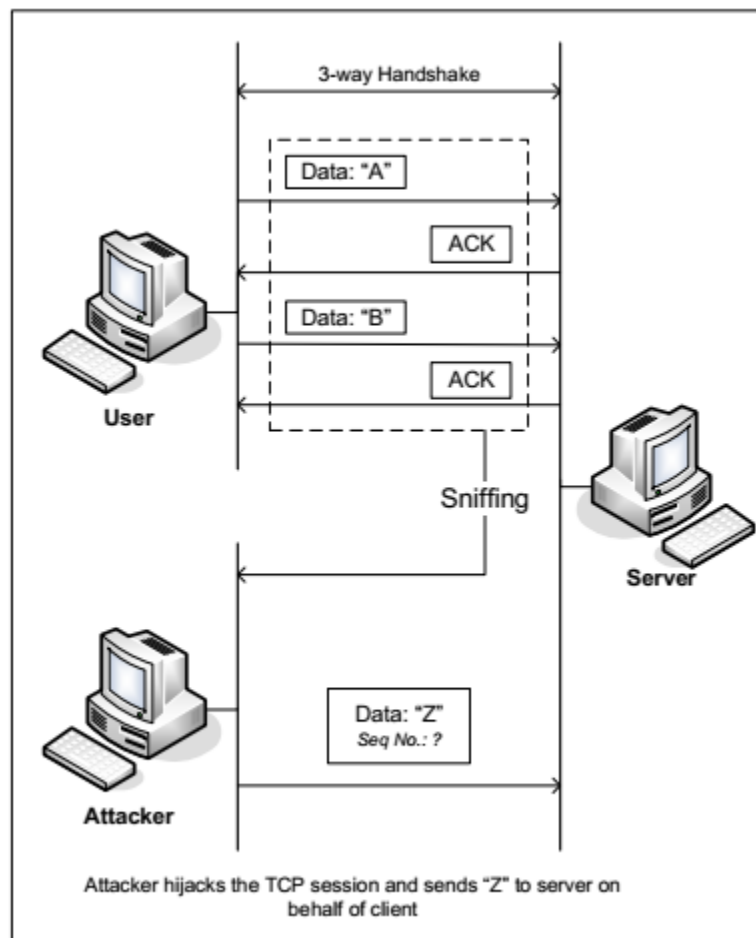 3-way Handshake
Data: "A"
ACK
Data: "B"
ACK
User
Sniffing
Server
Data: "Z"
Seq No.: ?
Attacker
Attacker hijacks the TCP session and sends "Z" to server on
behalf of client